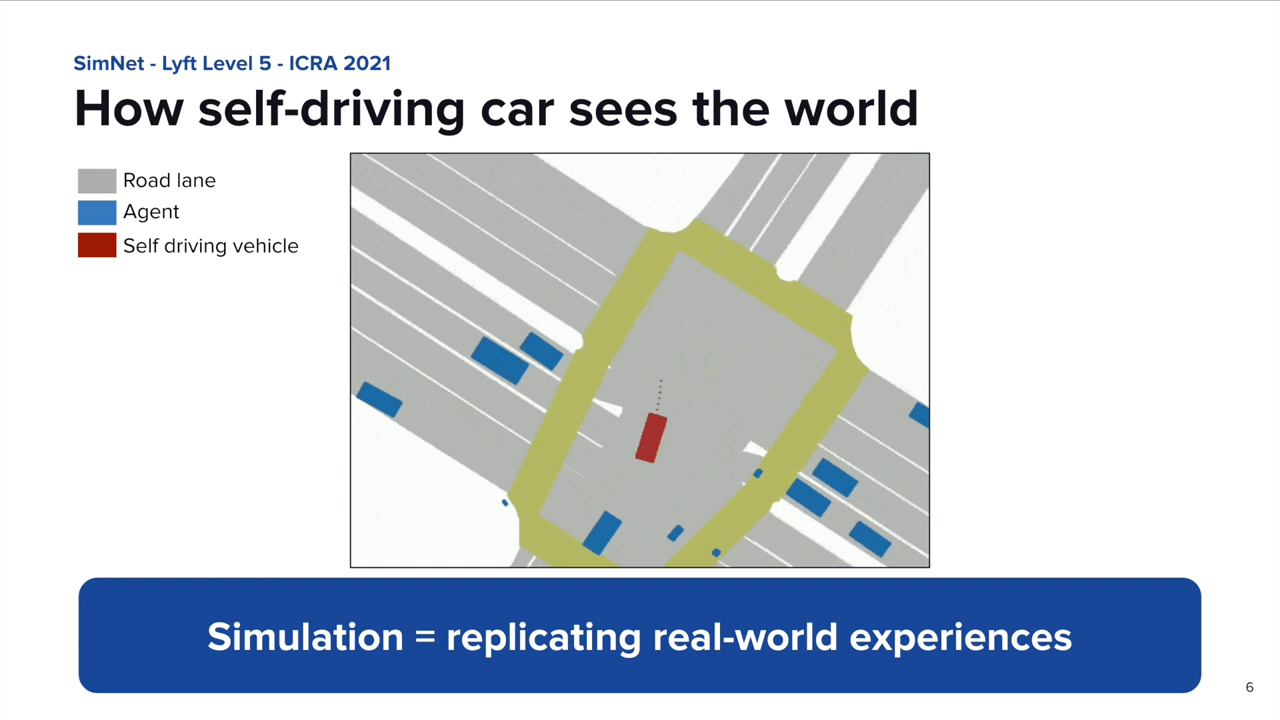 SimNet - Lyft Level 5 - ICRA 2021
How self-driving car sees the world
Road lane
Agent
Self driving vehicle
Simulation = replicating real-world experiences
6